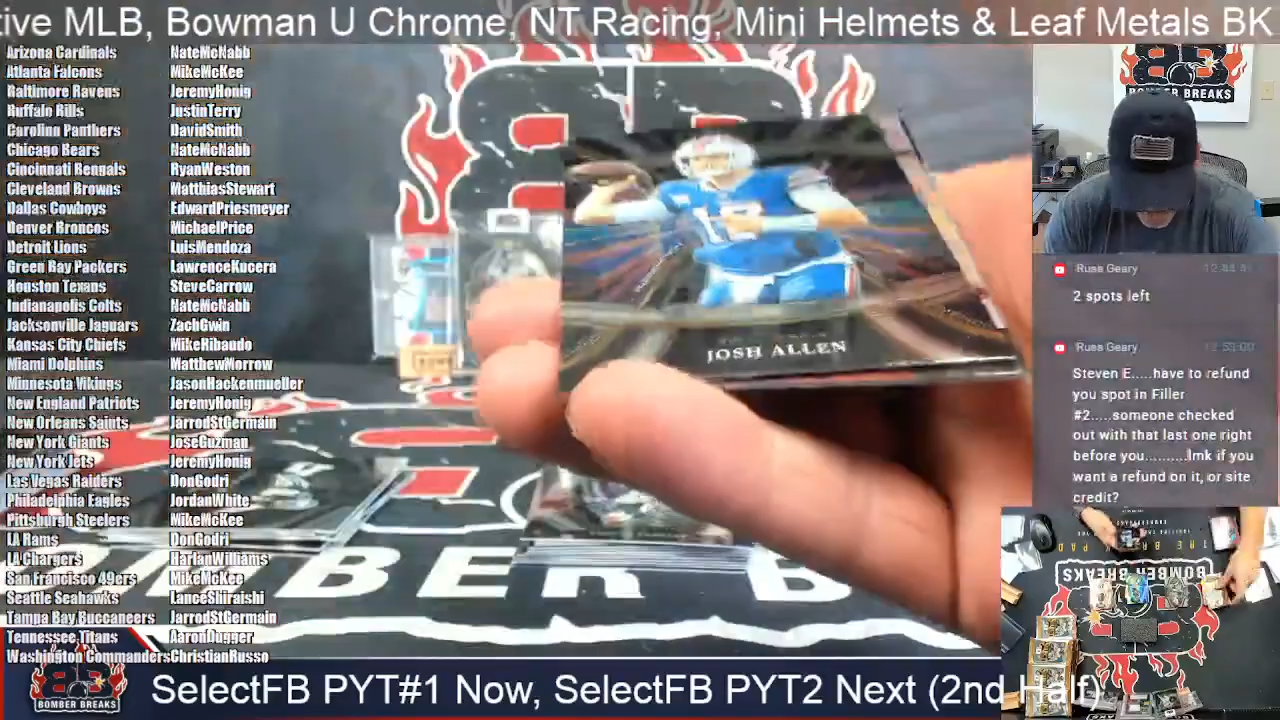 tive MLB, Bowman U Chrome, NT Racing, Mini Helmets & Leaf Metals BK
Arizona Cardinals NateMcNabb
Atlanta Falcons MikeMcKee
Baltimore Ravens JeremyHonig
Buffalo Bills JustinTerry
Carolina Panthers DavidSmith
Chicago Bears NateMcNabb
Cincinnati Bengals RyanWeston
Cleveland Browns MatthiasStewart
Dallas Cowboys EdwardPriesmeyer
Denver Broncos MichaelPrice
Detroit Lions LuisMendoza
Green Bay Packers LawrenceKucera
Houston Texans SteveCarrow
Indianapolis Colts NateMcNabb
Jacksonville Jaguars ZachGwin
Kansas City Chiefs MikeRibaudo
Miami Dolphins MatthewMorrow
Minnesota Vikings JasonHackenmueller
New England Patriots JeremyHonig
New Orleans Saints JarrodStGermain
New York Giants JoseGuzman
New York Jets JeremyHonig
Las Vegas Raiders DonGodri
Philadelphia Eagles JordanWhite
Pittsburgh Steelers MikeMcKee
LA Rams DonGodri
LA Chargers HarlanWilliams
San Francisco 49ers MikeMcKee
Seattle Seahawks LanceShiraishi
Tampa Bay Buccaneers JarrodStGermain
Tennessee Titans AaronDugger
Washington Commanders ChristianRusso
JOSH ALLEN
BOMBER B
BOMBER BREAKS
Russ Geary
2 spots left
Russ Geary 12:53:00
Steven E.....have to refund
you spot in Filler
#2.....someone checked
out with that last one right
before you..........lmk if you
want a refund on it, or site
credit?
BOMBER BREAKS
BOMBER BREAKS
SelectFB PYT#1 Now, SelectFB PYT2 Next (2nd Half)